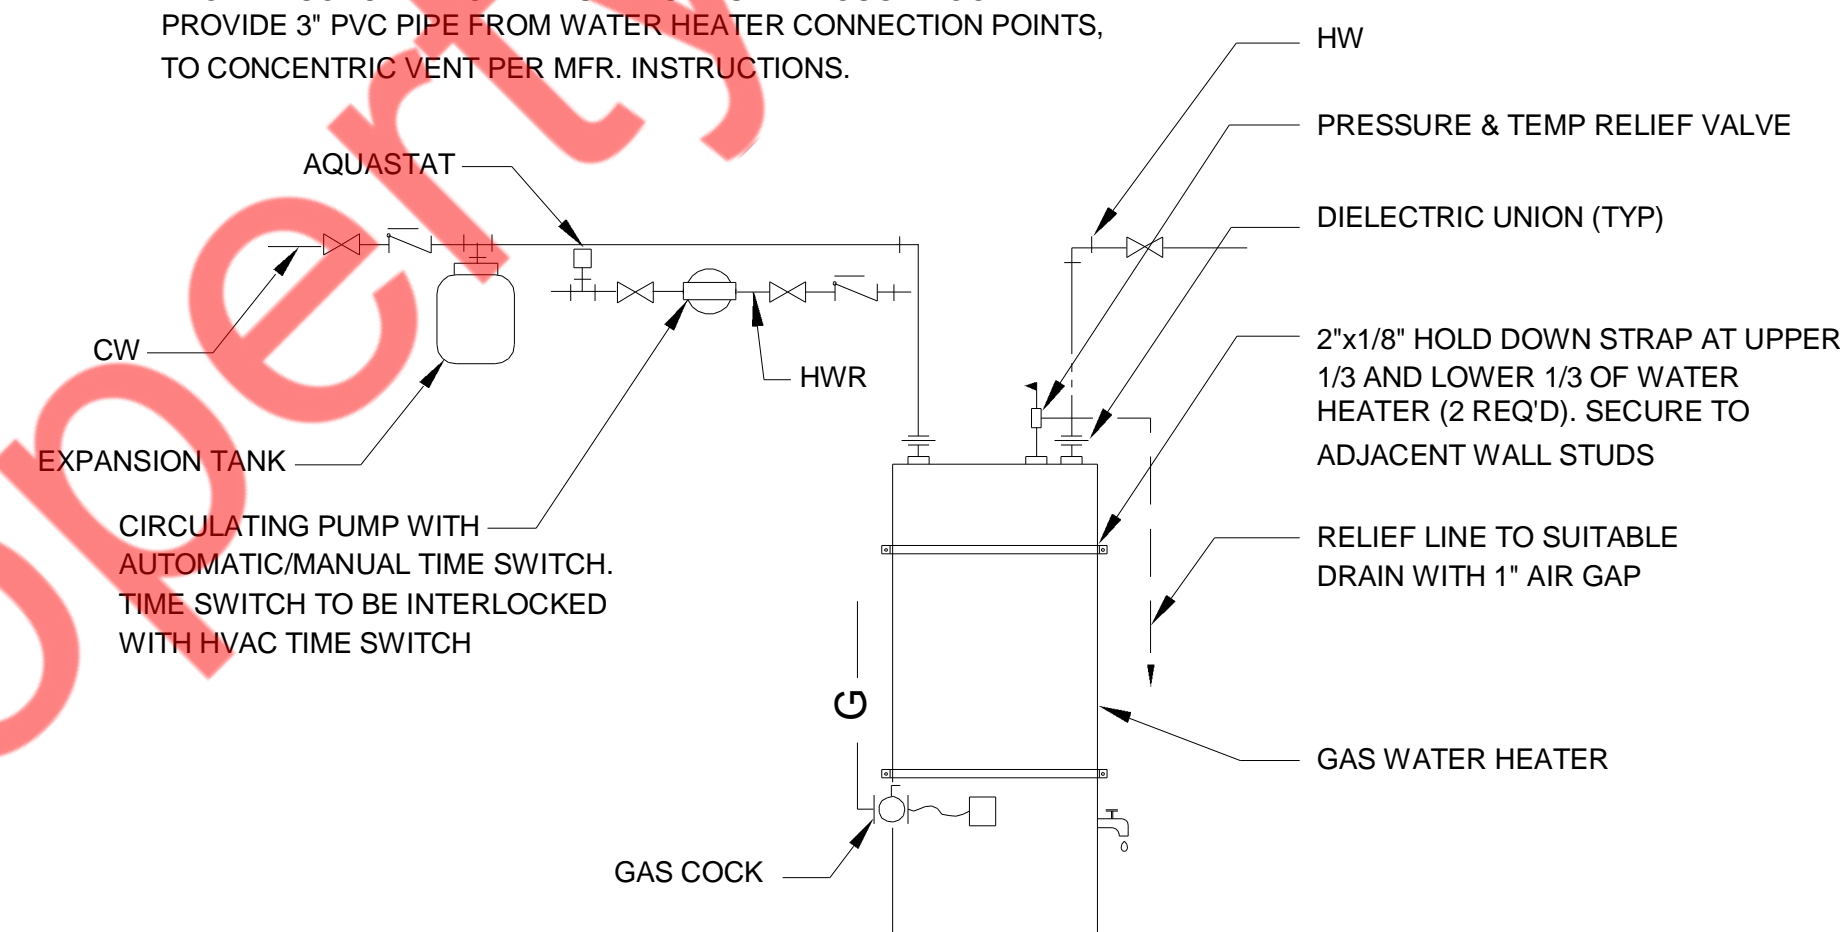 PROVIDE 3" PVC PIPE FROM WATER HEATER CONNECTION POINTS,
TO CONCENTRIC VENT PER MFR. INSTRUCTIONS.
HW
PRESSURE & TEMP RELIEF VALVE
AQUASTAT
DIELECTRIC UNION (TYP)
CW
HWR
2"x1/8" HOLD DOWN STRAP AT UPPER
1/3 AND LOWER 1/3 OF WATER
HEATER (2 REQ'D). SECURE TO
ADJACENT WALL STUDS
EXPANSION TANK
CIRCULATING PUMP WITH
AUTOMATIC/MANUAL TIME SWITCH.
TIME SWITCH TO BE INTERLOCKED
WITH HVAC TIME SWITCH
RELIEF LINE TO SUITABLE
DRAIN WITH 1" AIR GAP
G
GAS WATER HEATER
GAS COCK
operty